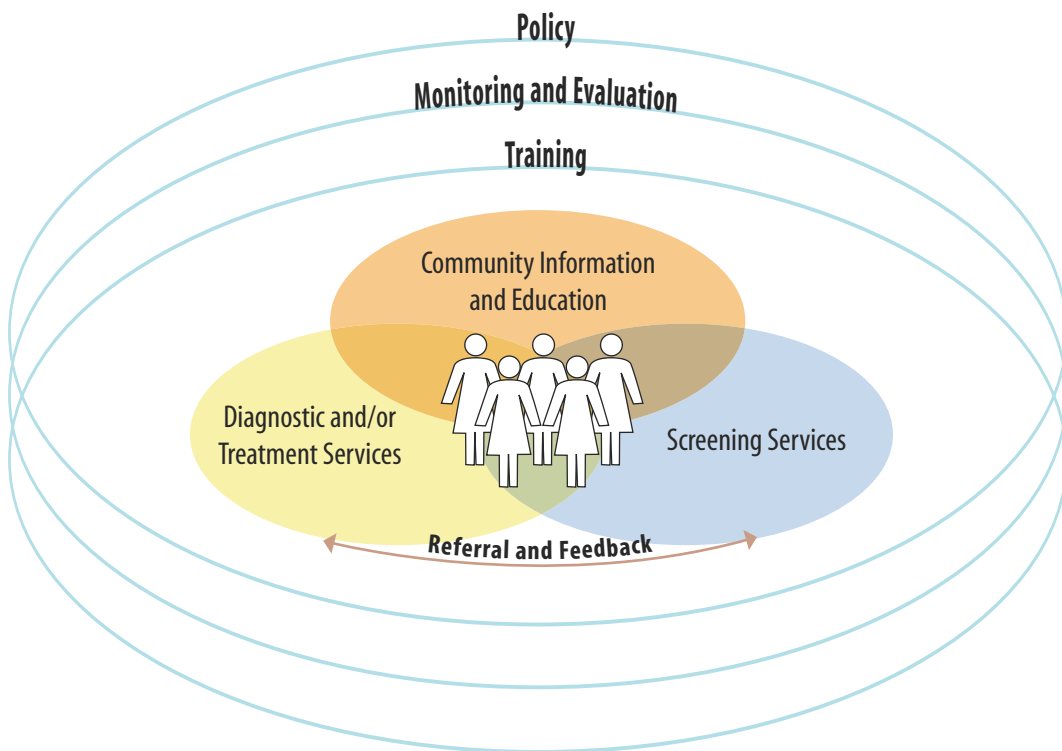 Policy
Monitoring and Evaluation
Training
Community Information
and Education
Diagnostic and/or
Treatment Services
Screening Services
Referral and Feedback